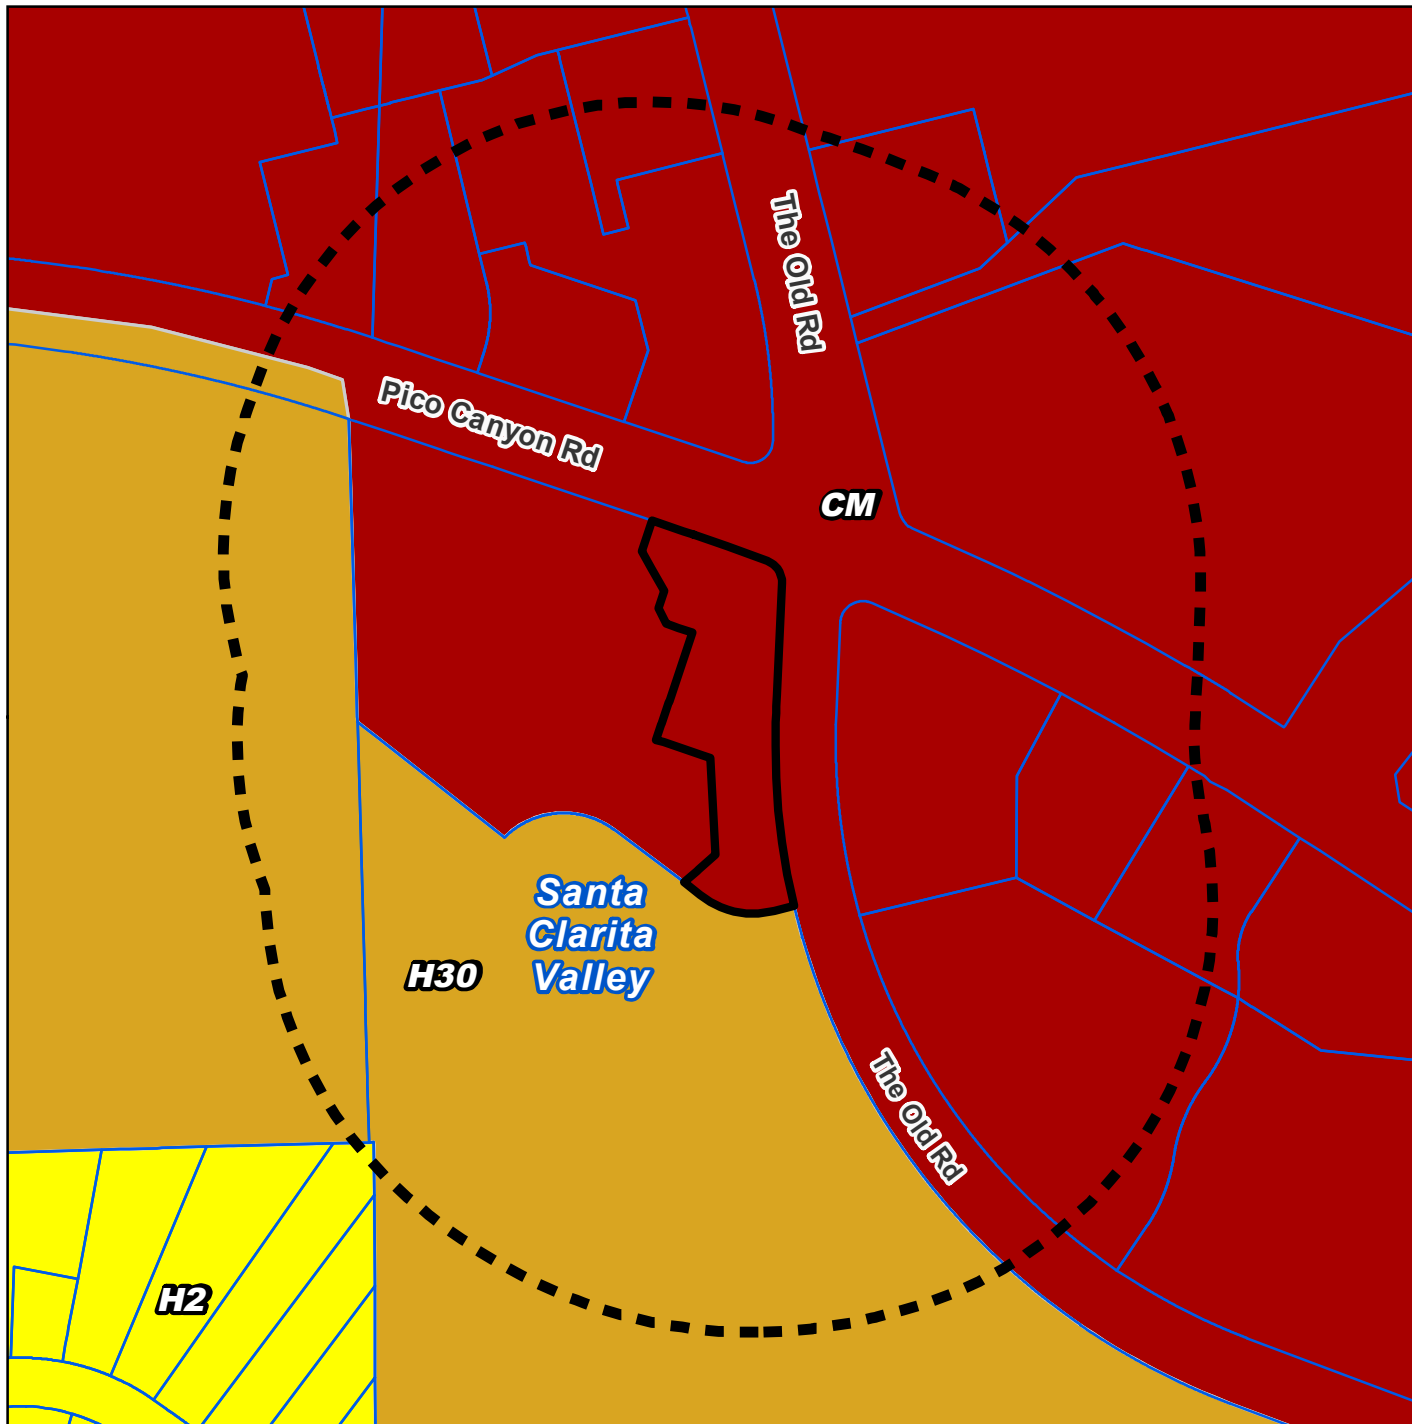 The Old Rd
Pico Canyon Rd
CM
Santa
Clarita
Valley
H30
The Old Rd
H2